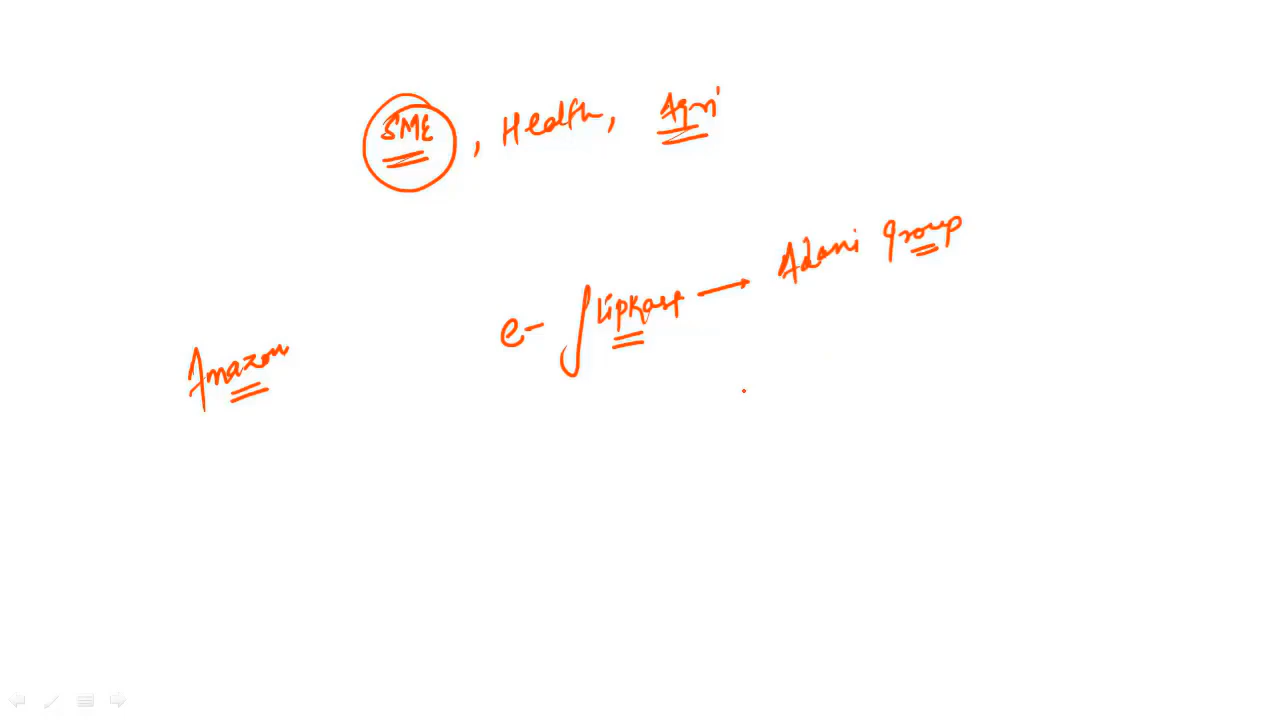 SME, Health, Agri
e- flipkart → Adani Group
Amazon